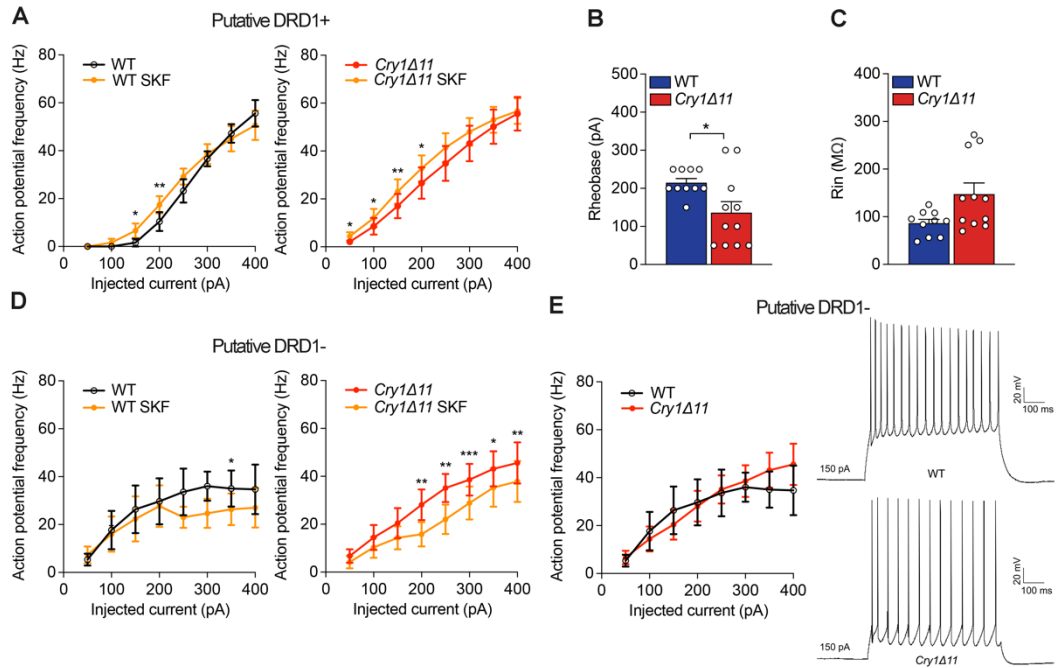 A
Putative DRD1+
Action potential frequency (Hz)
80
60
40
20
0
WT
WT SKF
*
**
0 100 200 300 400
Injected current (pA)
Action potential frequency (Hz)
80
60
40
20
0
Cry1Δ11
Cry1Δ11 SKF
*
*
**
*
0 100 200 300 400
Injected current (pA)
B
Rheobase (pA)
500
400
300
200
100
0
WT
Cry1Δ11
*
C
Rin (MΩ)
400
300
200
100
0
WT
Cry1Δ11
D
Putative DRD1-
Action potential frequency (Hz)
80
60
40
20
0
WT
WT SKF
*
0 100 200 300 400
Injected current (pA)
Action potential frequency (Hz)
80
60
40
20
0
Cry1Δ11
Cry1Δ11 SKF
**
**
***
*
**
0 100 200 300 400
Injected current (pA)
E
Putative DRD1-
Action potential frequency (Hz)
80
60
40
20
0
WT
Cry1Δ11
0 100 200 300 400
Injected current (pA)
20 mV
100 ms
150 pA
WT
20 mV
100 ms
150 pA
Cry1Δ11